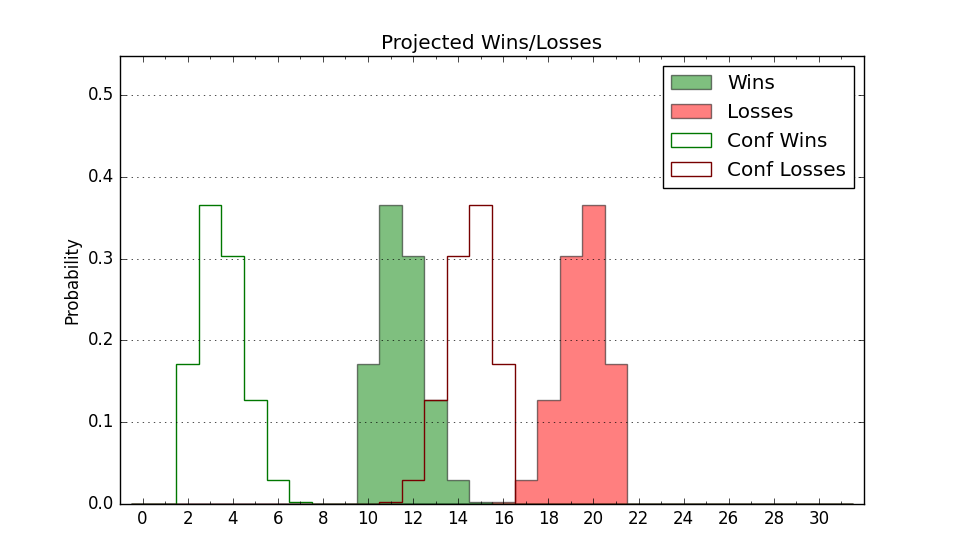 Projected Wins/Losses
Wins
Losses
Conf Wins
Conf Losses
Probability
0.5
0.4
0.3
0.2
0.1
0.0
0 2 4 6 8 10 12 14 16 18 20 22 24 26 28 30